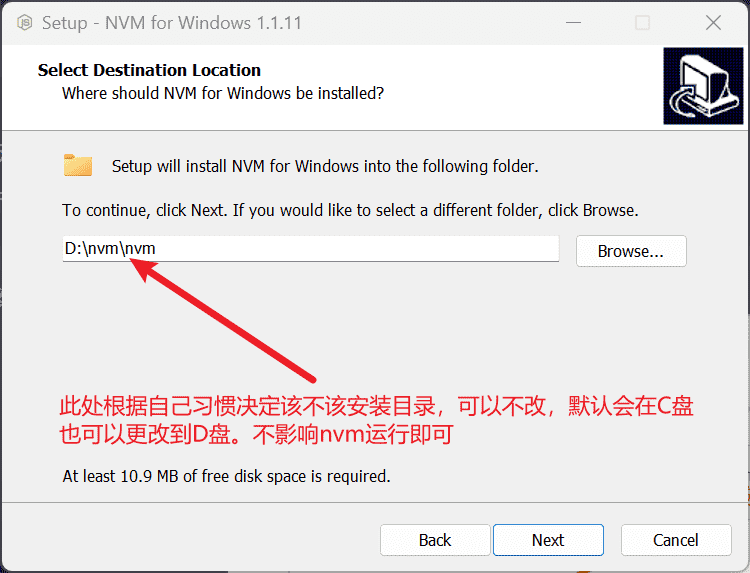 Setup - NVM for Windows 1.1.11
Select Destination Location
Where should NVM for Windows be installed?
Setup will install NVM for Windows into the following folder.
To continue, click Next. If you would like to select a different folder, click Browse.
D:\nvm\nvm
Browse...
此处根据自己习惯决定该不该安装目录，可以不改，默认会在C盘
也可以更改到D盘。不影响nvm运行即可
At least 10.9 MB of free disk space is required.
Back
Next
Cancel